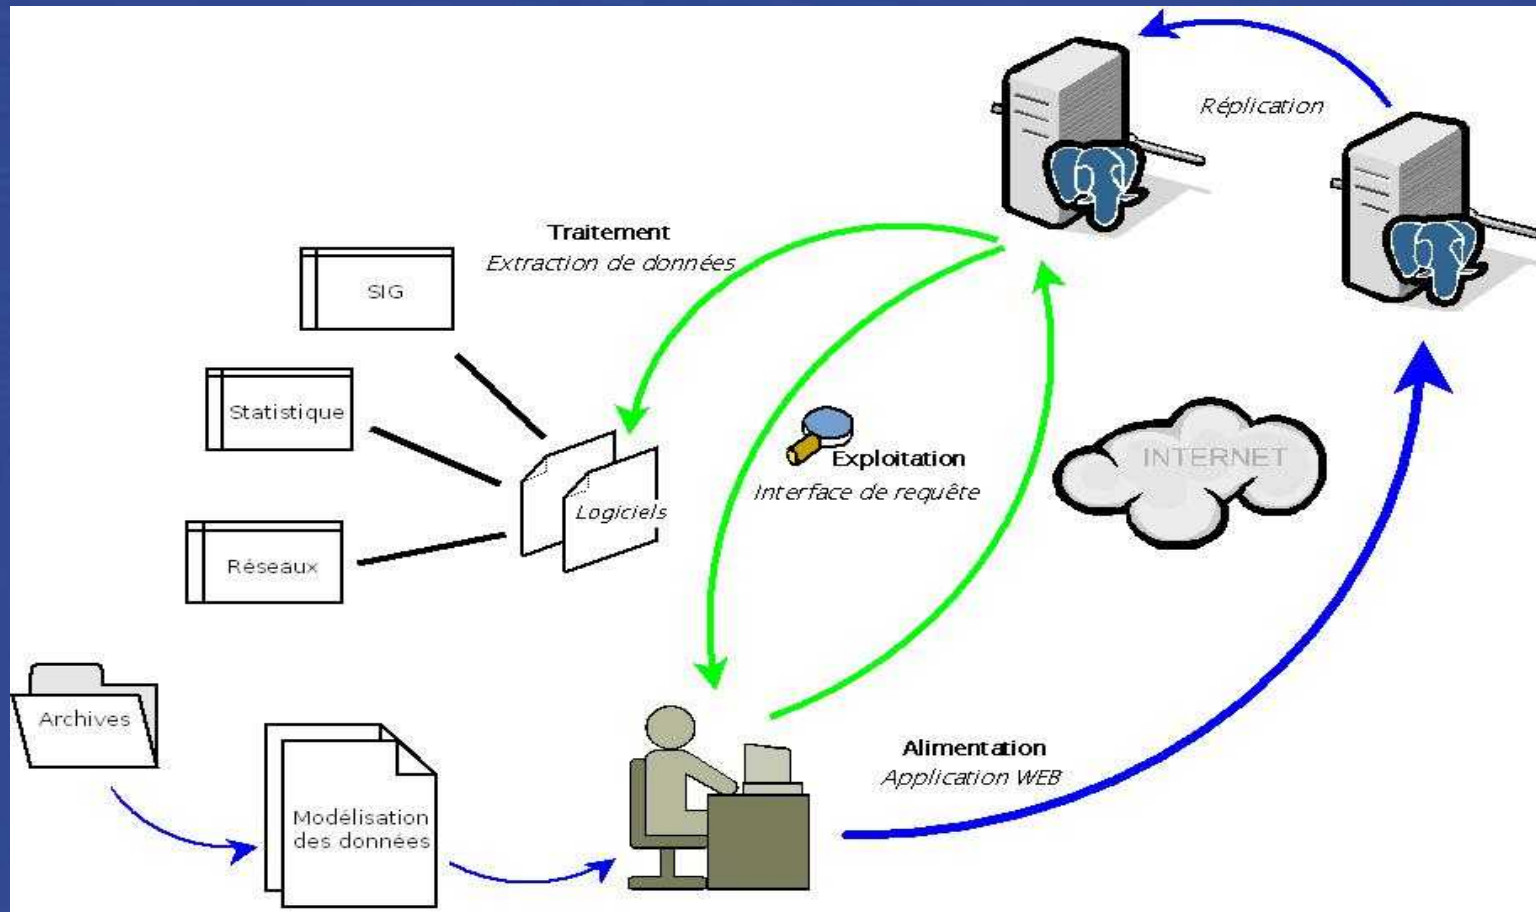 Réplication
Traitement
Extraction de données
SIG
Statistique
Exploitation
INTERNET
Interface de requête
Logiciels
Réseaux
Archives
Alimentation
Application WEB
Modélisation
des données